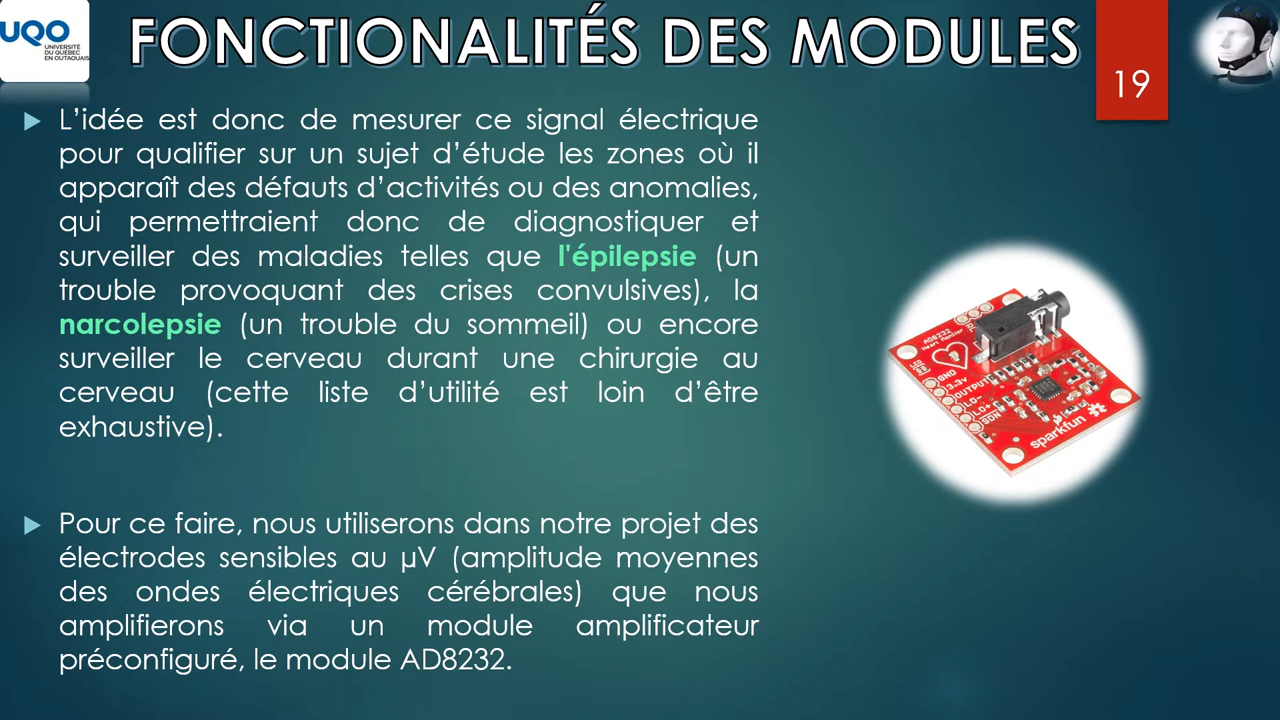 UQO
UNIVERSITÉ
DU QUÉBEC
EN OUTAOUAIS
FONCTIONALITÉS DES MODULES
19
L’idée est donc de mesurer ce signal électrique
pour qualifier sur un sujet d’étude les zones où il
apparaît des défauts d’activités ou des anomalies,
qui permettraient donc de diagnostiquer et
surveiller des maladies telles que l'épilepsie (un
trouble provoquant des crises convulsives), la
narcolepsie (un trouble du sommeil) ou encore
surveiller le cerveau durant une chirurgie au
cerveau (cette liste d’utilité est loin d’être
exhaustive).
AD8232
Heart Monitor
GND
3.3v
OUTPUT
LO-
LO+
SDN
sparkfun
Pour ce faire, nous utiliserons dans notre projet des
électrodes sensibles au µV (amplitude moyennes
des ondes électriques cérébrales) que nous
amplifierons via un module amplificateur
préconfiguré, le module AD8232.